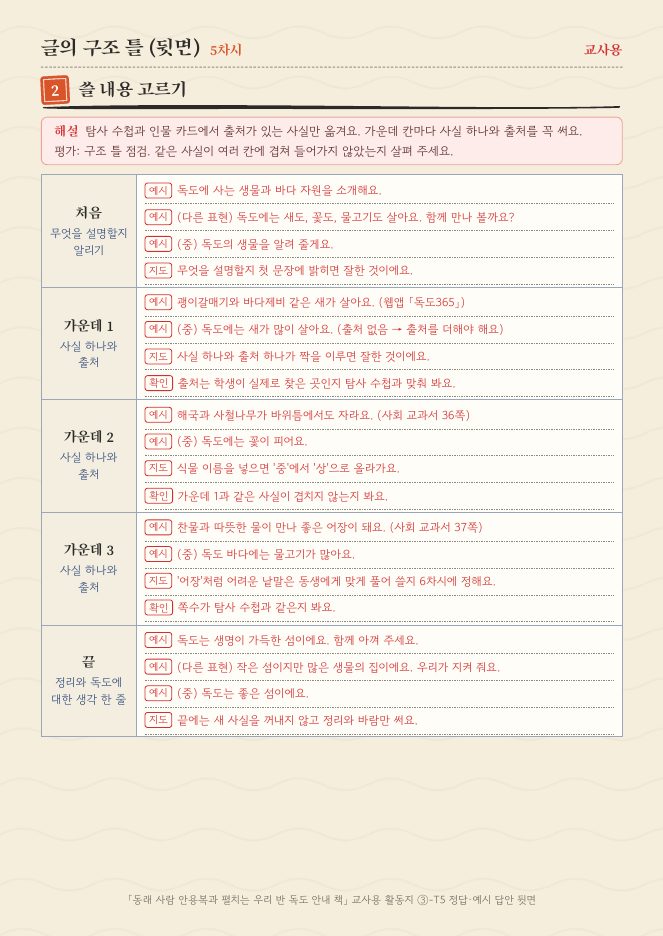 글의 구조 틀 (뒷면) 5차시
교사용
2 쓸 내용 고르기
해설 탐사 수첩과 인물 카드에서 출처가 있는 사실만 옮겨요. 가운데 칸마다 사실 하나와 출처를 꼭 써요.
평가: 구조 틀 점검. 같은 사실이 여러 칸에 겹쳐 들어가지 않았는지 살펴 주세요.
처음
무엇을 설명할지
알리기
예시 독도에 사는 생물과 바다 자원을 소개해요.
예시 (다른 표현) 독도에는 새도, 꽃도, 물고기도 살아요. 함께 만나 볼까요?
예시 (중) 독도의 생물을 알려 줄게요.
지도 무엇을 설명할지 첫 문장에 밝히면 잘한 것이에요.
가운데 1
사실 하나와
출처
예시 괭이갈매기와 바다제비 같은 새가 살아요. (웹앱 「독도365」)
예시 (중) 독도에는 새가 많이 살아요. (출처 없음 → 출처를 더해야 해요)
지도 사실 하나와 출처 하나가 짝을 이루면 잘한 것이에요.
확인 출처는 학생이 실제로 찾은 곳인지 탐사 수첩과 맞춰 봐요.
가운데 2
사실 하나와
출처
예시 해국과 사철나무가 바위틈에서도 자라요. (사회 교과서 36쪽)
예시 (중) 독도에는 꽃이 피어요.
지도 식물 이름을 넣으면 '중'에서 '상'으로 올라가요.
확인 가운데 1과 같은 사실이 겹치지 않는지 봐요.
가운데 3
사실 하나와
출처
예시 찬물과 따뜻한 물이 만나 좋은 어장이 돼요. (사회 교과서 37쪽)
예시 (중) 독도 바다에는 물고기가 많아요.
지도 '어장'처럼 어려운 낱말은 동생에게 맞게 풀어 쓸지 6차시에 정해요.
확인 쪽수가 탐사 수첩과 같은지 봐요.
끝
정리와 독도에
대한 생각 한 줄
예시 독도는 생명이 가득한 섬이에요. 함께 아껴 주세요.
예시 (다른 표현) 작은 섬이지만 많은 생물의 집이에요. 우리가 지켜 줘요.
예시 (중) 독도는 좋은 섬이에요.
지도 끝에는 새 사실을 꺼내지 않고 정리와 바람만 써요.
「동래 사람 안용복과 펼치는 우리 반 독도 안내 책」 교사용 활동지 ③-T5 정답·예시 답안 뒷면